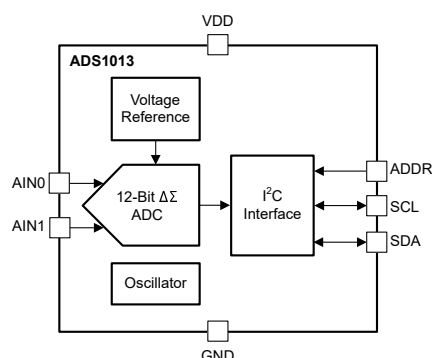 VDD
ADS1013
Voltage
Reference
AIN0
AIN1
12-Bit ΔΣ
ADC
I²C
Interface
ADDR
SCL
SDA
Oscillator
GND